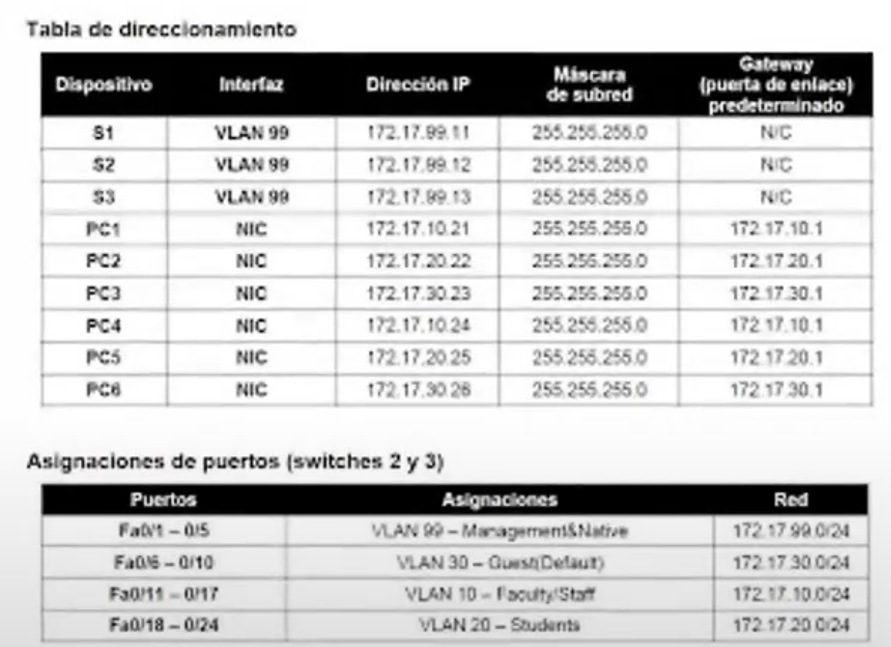 Tabla de direccionamiento
Dispositivo Interfaz Dirección IP Máscara de subred Gateway (puerta de enlace) predeterminado
S1 VLAN 99 172.17.99.11 255.255.255.0 N/C
S2 VLAN 99 172.17.99.12 255.255.255.0 N/C
S3 VLAN 99 172.17.99.13 255.255.255.0 N/C
PC1 NIC 172.17.10.21 255.255.255.0 172.17.10.1
PC2 NIC 172.17.20.22 255.255.255.0 172.17.20.1
PC3 NIC 172.17.30.23 255.255.255.0 172.17.30.1
PC4 NIC 172.17.10.24 255.255.255.0 172.17.10.1
PC5 NIC 172.17.20.25 255.255.255.0 172.17.20.1
PC6 NIC 172.17.30.26 255.255.255.0 172.17.30.1
Asignaciones de puertos (switches 2 y 3)
Puertos Asignaciones Red
Fa0/1 – 0/5 VLAN 99 – Management&Native 172.17.99.0/24
Fa0/6 – 0/10 VLAN 30 – Guest(Default) 172.17.30.0/24
Fa0/11 – 0/17 VLAN 10 – Faculty/Staff 172.17.10.0/24
Fa0/18 – 0/24 VLAN 20 – Students 172.17.20.0/24